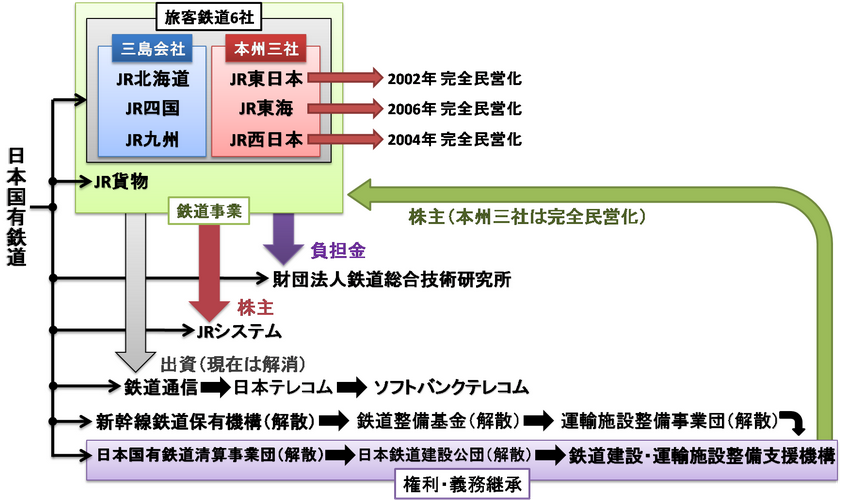 旅客鉄道6社
三島会社
本州三社
JR北海道
JR東日本
2002年 完全民営化
JR四国
JR東海
2006年 完全民営化
JR九州
JR西日本
2004年 完全民営化
日本国有鉄道
JR貨物
鉄道事業
株主（本州三社は完全民営化）
負担金
財団法人鉄道総合技術研究所
株主
JRシステム
出資（現在は解消）
鉄道通信
日本テレコム
ソフトバンクテレコム
新幹線鉄道保有機構（解散）
鉄道整備基金（解散）
運輸施設整備事業団（解散）
日本国有鉄道清算事業団（解散）
日本鉄道建設公団（解散）
鉄道建設・運輸施設整備支援機構
権利・義務継承